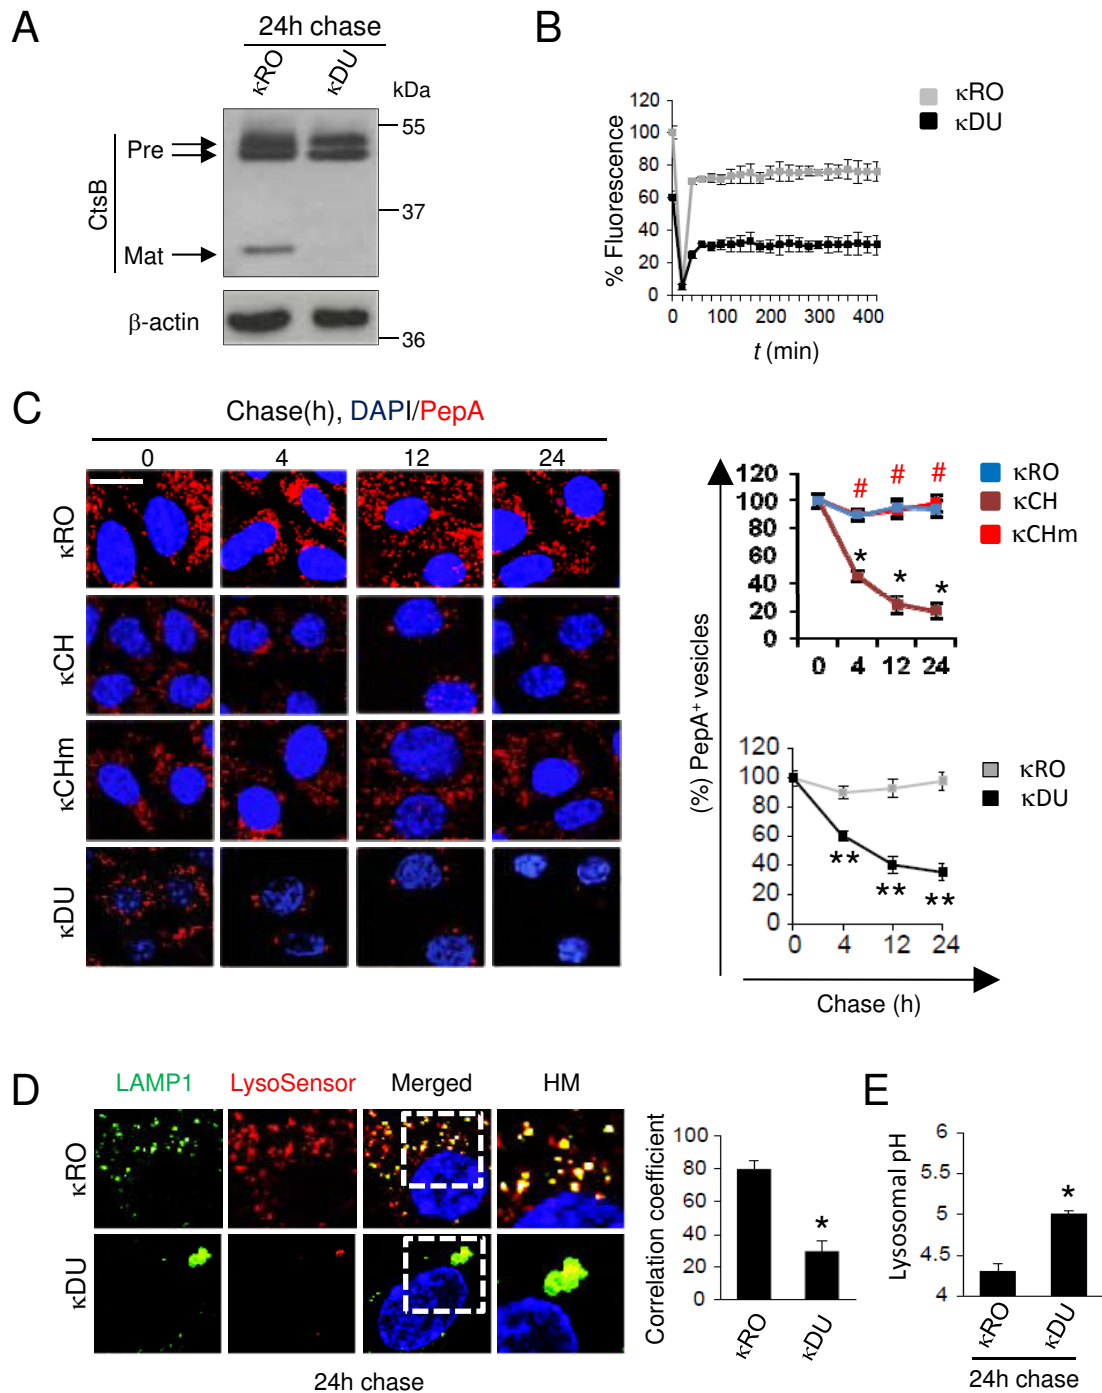 A
24h chase
κRO κDU
kDa
55
Pre
37
CtsB
Mat
β-actin
36
B
κRO
κDU
% Fluorescence
120
100
80
60
40
20
0
0 100 200 300 400
t (min)
C
Chase(h), DAPI/PepA
0 4 12 24
κRO
κCH
κCHm
κDU
(%) PepA+ vesicles
120
100
80
60
40
20
0
# # #
* * *
0 4 12 24
κRO
κCH
κCHm
120
100
80
60
40
20
0
** ** **
0 4 12 24
κRO
κDU
Chase (h)
D
LAMP1 LysoSensor Merged HM
κRO
κDU
24h chase
Correlation coefficient
100
80
60
40
20
0
*
κRO κDU
E
Lysosomal pH
6
5.5
5
4.5
4
*
κRO κDU
24h chase